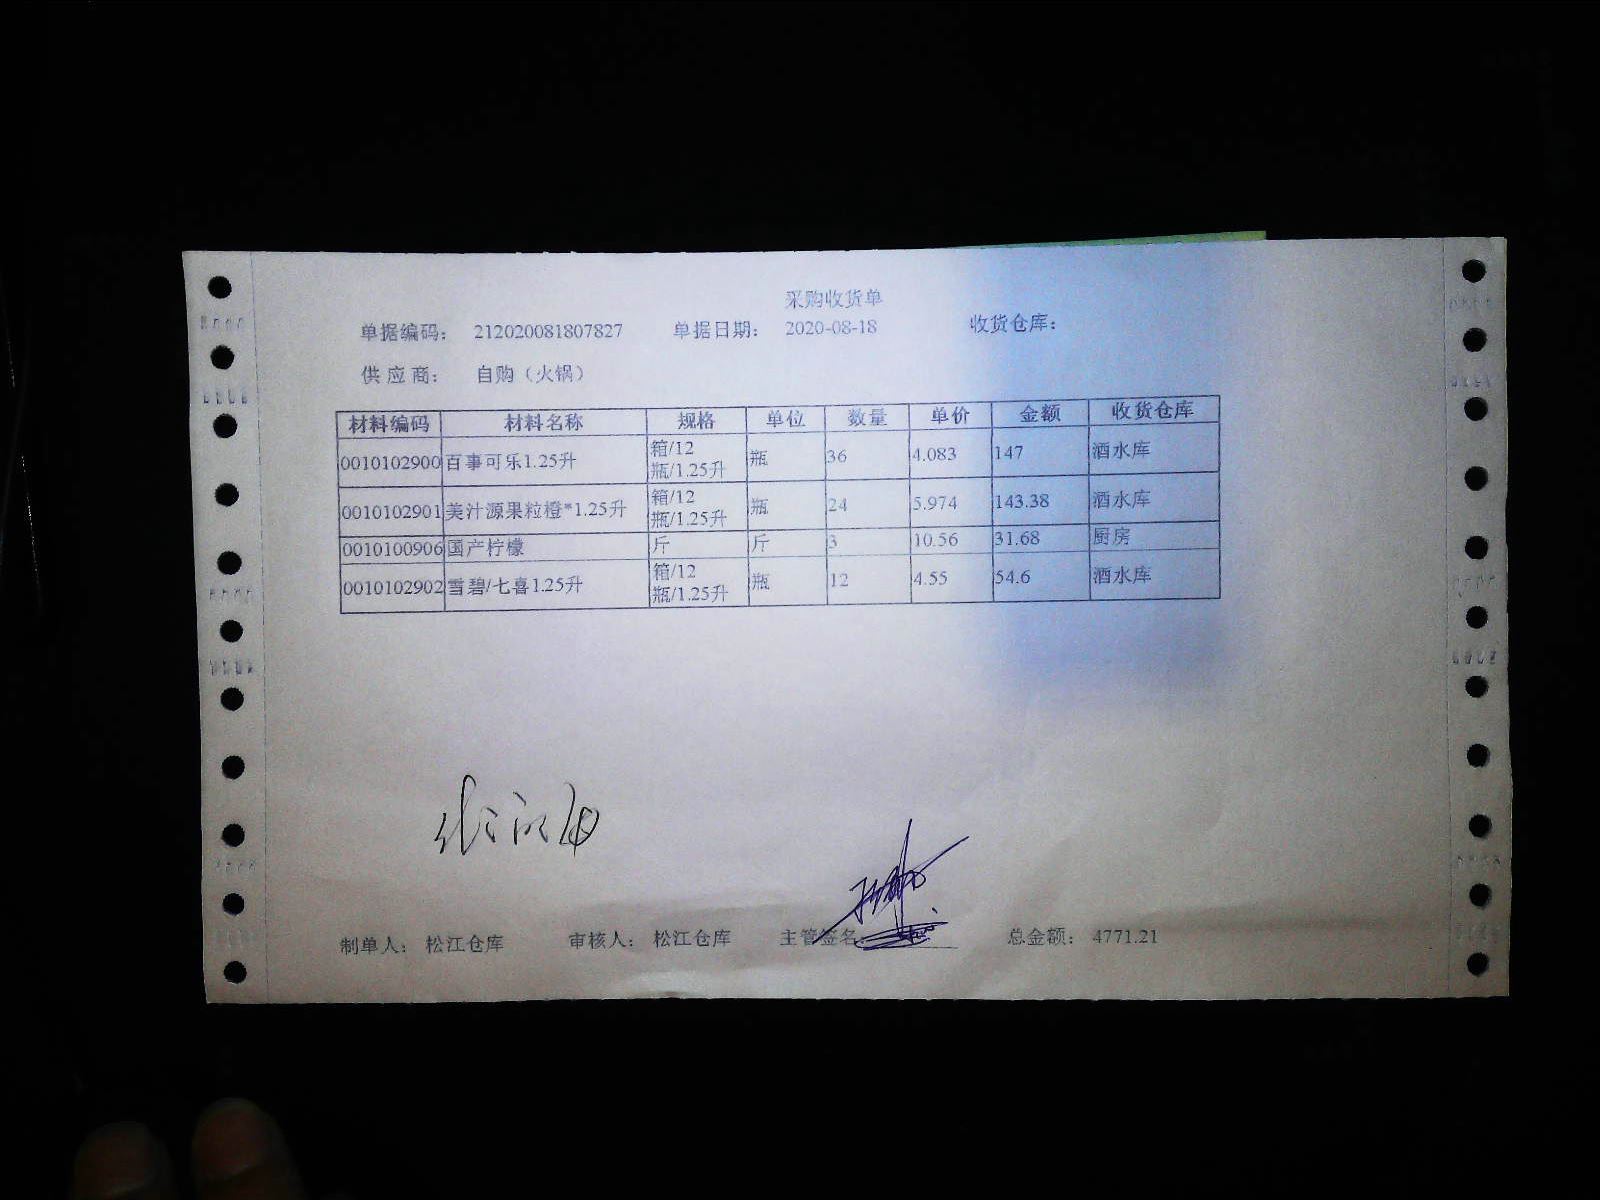 采购收货单
单据编码： 212020081807827 单据日期： 2020-08-18 收货仓库：
供应商： 自购（火锅）
材料编码 材料名称 规格 单位 数量 单价 金额 收货仓库
0010102900 百事可乐1.25升 箱/12瓶/1.25升 瓶 36 4.083 147 酒水库
0010102901 美汁源果粒橙*1.25升 箱/12瓶/1.25升 瓶 24 5.974 143.38 酒水库
0010100906 国产柠檬 斤 斤 3 10.56 31.68 厨房
0010102902 雪碧/七喜1.25升 箱/12瓶/1.25升 瓶 12 4.55 54.6 酒水库
制单人： 松江仓库 审核人： 松江仓库 主管签名： 总金额： 4771.21